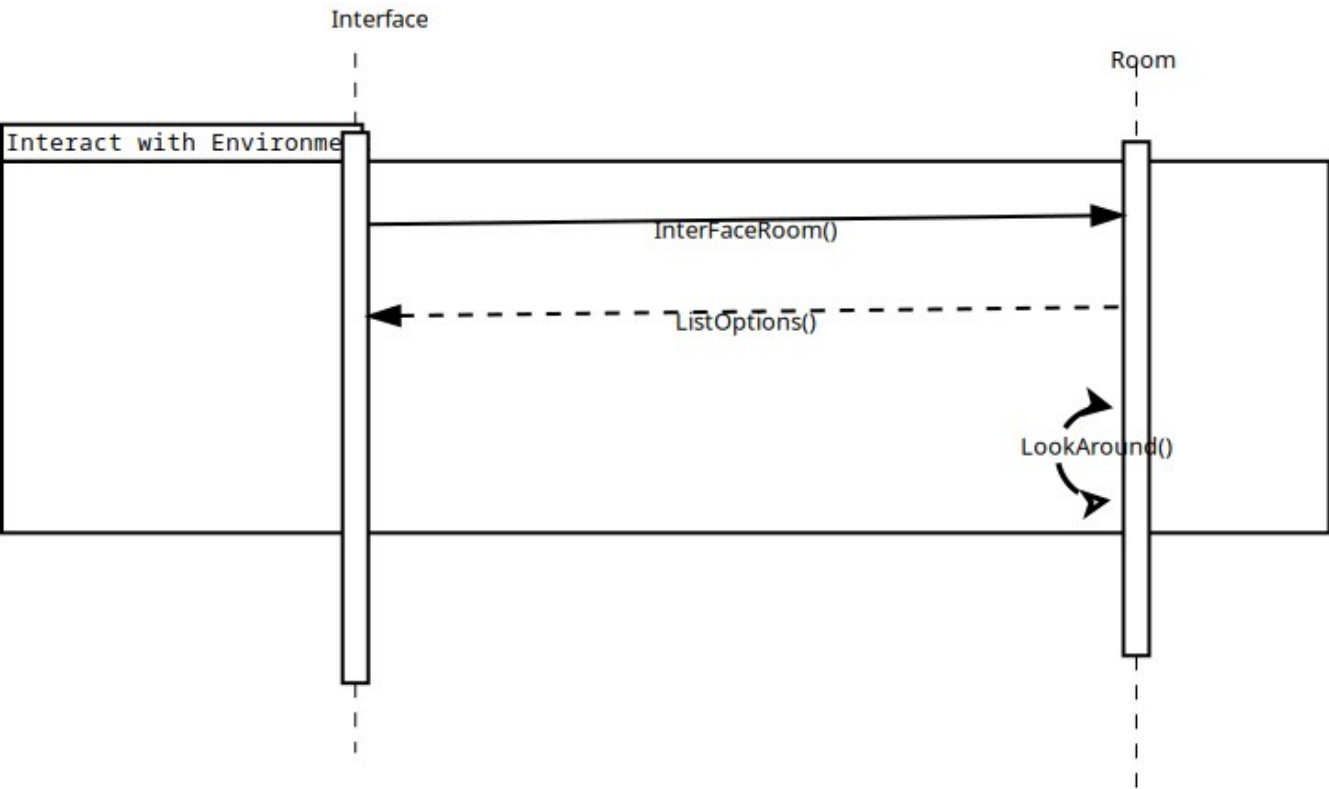 Interface
Room
Interact with Environme
InterFaceRoom()
ListOptions()
LookAround()